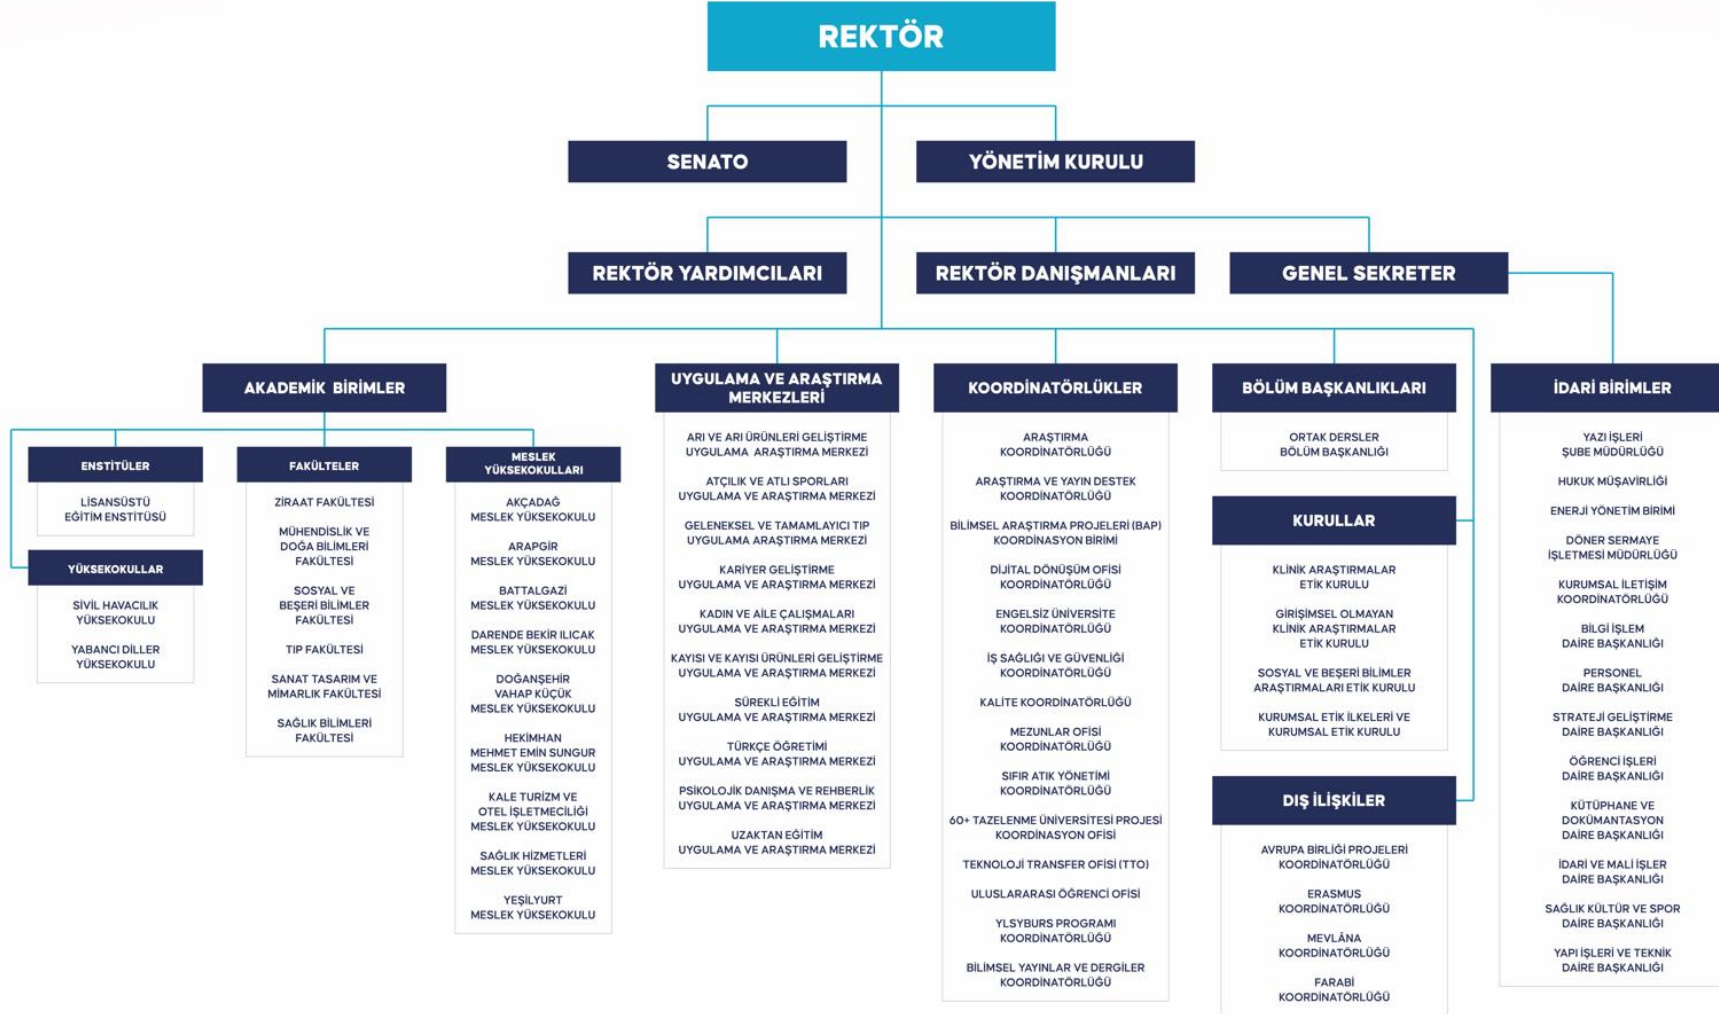 REKTÖR
SENATO
YÖNETİM KURULU
REKTÖR YARDIMCILARI
REKTÖR DANIŞMANLARI
GENEL SEKRETER
AKADEMİK BİRİMLER
ENSTİTÜLER
LİSANSÜSTÜ
EĞİTİM ENSTİTÜSÜ
YÜKSEKOKULLAR
SİVİL HAVACILIK
YÜKSEKOKULU
YABANCI DİLLER
YÜKSEKOKULU
FAKÜLTELER
ZİRAAT FAKÜLTESİ
MÜHENDİSLİK VE
DOĞA BİLİMLERİ
FAKÜLTESİ
SOSYAL VE
BEŞERİ BİLİMLER
FAKÜLTESİ
TIP FAKÜLTESİ
SANAT TASARIM VE
MİMARLIK FAKÜLTESİ
SAĞLIK BİLİMLERİ
FAKÜLTESİ
MESLEK
YÜKSEKOKULLARI
AKÇADAĞ
MESLEK YÜKSEKOKULU
ARAPGİR
MESLEK YÜKSEKOKULU
BATTALGAZİ
MESLEK YÜKSEKOKULU
DARENDE BEKİR ILICAK
MESLEK YÜKSEKOKULU
DOĞANŞEHİR
VAHAP KÜÇÜK
MESLEK YÜKSEKOKULU
HEKİMHAN
MEHMET EMİN SUNGUR
MESLEK YÜKSEKOKULU
KALE TURİZM VE
OTEL İŞLETMECİLİĞİ
MESLEK YÜKSEKOKULU
SAĞLIK HİZMETLERİ
MESLEK YÜKSEKOKULU
YEŞİLYURT
MESLEK YÜKSEKOKULU
UYGULAMA VE ARAŞTIRMA
MERKEZLERİ
ARI VE ARI ÜRÜNLERİ GELİŞTİRME
UYGULAMA ARAŞTIRMA MERKEZİ
ATÇILIK VE ATLI SPORLARI
UYGULAMA VE ARAŞTIRMA MERKEZİ
GELENEKSEL VE TAMAMLAYICI TIP
UYGULAMA ARAŞTIRMA MERKEZİ
KARİYER GELİŞTİRME
UYGULAMA VE ARAŞTIRMA MERKEZİ
KADIN VE AİLE ÇALIŞMALARI
UYGULAMA VE ARAŞTIRMA MERKEZİ
KAYISI VE KAYISI ÜRÜNLERİ GELİŞTİRME
UYGULAMA VE ARAŞTIRMA MERKEZİ
SÜREKLİ EĞİTİM
UYGULAMA VE ARAŞTIRMA MERKEZİ
TÜRKÇE ÖĞRETİMİ
UYGULAMA VE ARAŞTIRMA MERKEZİ
PSİKOLOJİK DANIŞMA VE REHBERLİK
UYGULAMA VE ARAŞTIRMA MERKEZİ
UZAKTAN EĞİTİM
UYGULAMA VE ARAŞTIRMA MERKEZİ
KOORDİNATÖRLÜKLER
ARAŞTIRMA
KOORDİNATÖRLÜĞÜ
ARAŞTIRMA VE YAYIN DESTEK
KOORDİNATÖRLÜĞÜ
BİLİMSEL ARAŞTIRMA PROJELERİ (BAP)
KOORDİNASYON BİRİMİ
DİJİTAL DÖNÜŞÜM OFİSİ
KOORDİNATÖRLÜĞÜ
ENGELSİZ ÜNİVERSİTE
KOORDİNATÖRLÜĞÜ
İŞ SAĞLIĞI VE GÜVENLİĞİ
KOORDİNATÖRLÜĞÜ
KALİTE KOORDİNATÖRLÜĞÜ
MEZUNLAR OFİSİ
KOORDİNATÖRLÜĞÜ
SIFIR ATIK YÖNETİMİ
KOORDİNATÖRLÜĞÜ
60+ TAZELENME ÜNİVERSİTESİ PROJESİ
KOORDİNASYON OFİSİ
TEKNOLOJİ TRANSFER OFİSİ (TTO)
ULUSLARARASI ÖĞRENCİ OFİSİ
YLSYBURS PROGRAMI
KOORDİNATÖRLÜĞÜ
BİLİMSEL YAYINLAR VE DERGİLER
KOORDİNATÖRLÜĞÜ
BÖLÜM BAŞKANLIKLARI
ORTAK DERSLER
BÖLÜM BAŞKANLIĞI
KURULLAR
KLİNİK ARAŞTIRMALAR
ETİK KURULU
GİRİŞİMSEL OLMAYAN
KLİNİK ARAŞTIRMALAR
ETİK KURULU
SOSYAL VE BEŞERİ BİLİMLER
ARAŞTIRMALARI ETİK KURULU
KURUMSAL ETİK İLKELERİ VE
KURUMSAL ETİK KURULU
DIŞ İLİŞKİLER
AVRUPA BİRLİĞİ PROJELERİ
KOORDİNATÖRLÜĞÜ
ERASMUS
KOORDİNATÖRLÜĞÜ
MEVLÂNA
KOORDİNATÖRLÜĞÜ
FARABİ
KOORDİNATÖRLÜĞÜ
İDARİ BİRİMLER
YAZI İŞLERİ
ŞUBE MÜDÜRLÜĞÜ
HUKUK MÜŞAVİRLİĞİ
ENERJİ YÖNETİM BİRİMİ
DÖNER SERMAYE
İŞLETMESİ MÜDÜRLÜĞÜ
KURUMSAL İLETİŞİM
KOORDİNATÖRLÜĞÜ
BİLGİ İŞLEM
DAİRE BAŞKANLIĞI
PERSONEL
DAİRE BAŞKANLIĞI
STRATEJİ GELİŞTİRME
DAİRE BAŞKANLIĞI
ÖĞRENCİ İŞLERİ
DAİRE BAŞKANLIĞI
KÜTÜPHANE VE
DOKÜMANTASYON
DAİRE BAŞKANLIĞI
İDARİ VE MALİ İŞLER
DAİRE BAŞKANLIĞI
SAĞLIK KÜLTÜR VE SPOR
DAİRE BAŞKANLIĞI
YAPI İŞLERİ VE TEKNİK
DAİRE BAŞKANLIĞI